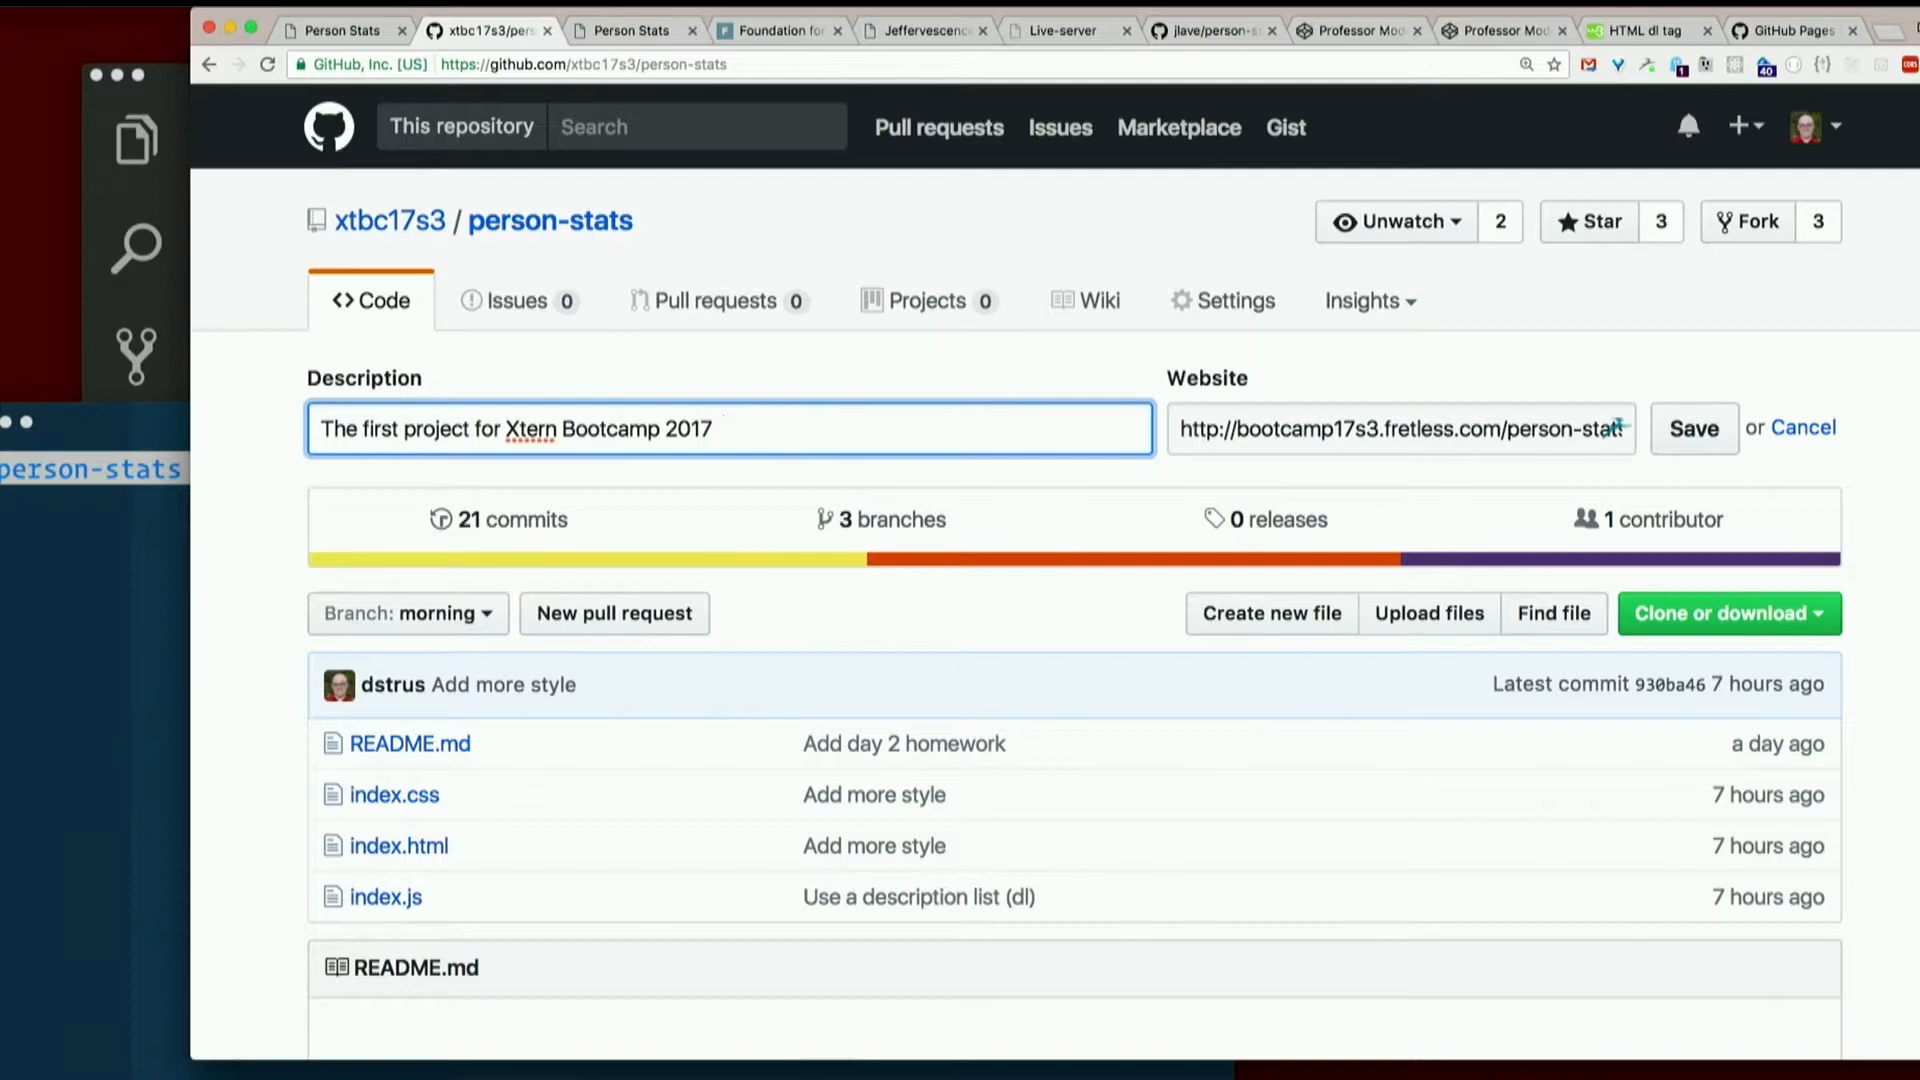 Person Stats
xtbc17s3/pers
Person Stats
Foundation for
Jeffervescenc
Live-server
jlave/person-s
Professor Mod
Professor Mod
HTML dl tag
GitHub Pages
GitHub, Inc. [US] https://github.com/xtbc17s3/person-stats
1
40
CORS
This repository Search Pull requests Issues Marketplace Gist
xtbc17s3 / person-stats
Unwatch 2 Star 3 Fork 3
Code Issues 0 Pull requests 0 Projects 0 Wiki Settings Insights
Description Website
The first project for Xtern Bootcamp 2017 http://bootcamp17s3.fretless.com/person-stat Save or Cancel
person-stats
21 commits 3 branches 0 releases 1 contributor
Branch: morning New pull request Create new file Upload files Find file Clone or download
dstrus Add more style Latest commit 930ba46 7 hours ago
README.md Add day 2 homework a day ago
index.css Add more style 7 hours ago
index.html Add more style 7 hours ago
index.js Use a description list (dl) 7 hours ago
README.md